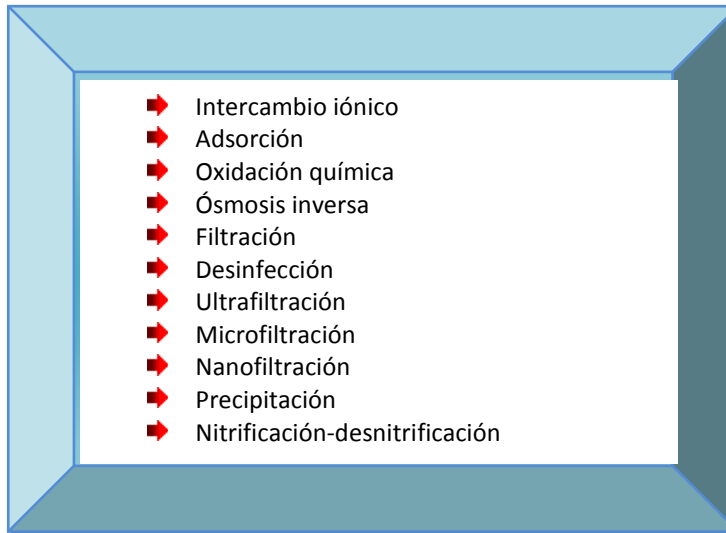 Intercambio iónico
Adsorción
Oxidación química
Ósmosis inversa
Filtración
Desinfección
Ultrafiltración
Microfiltración
Nanofiltración
Precipitación
Nitrificación-desnitrificación